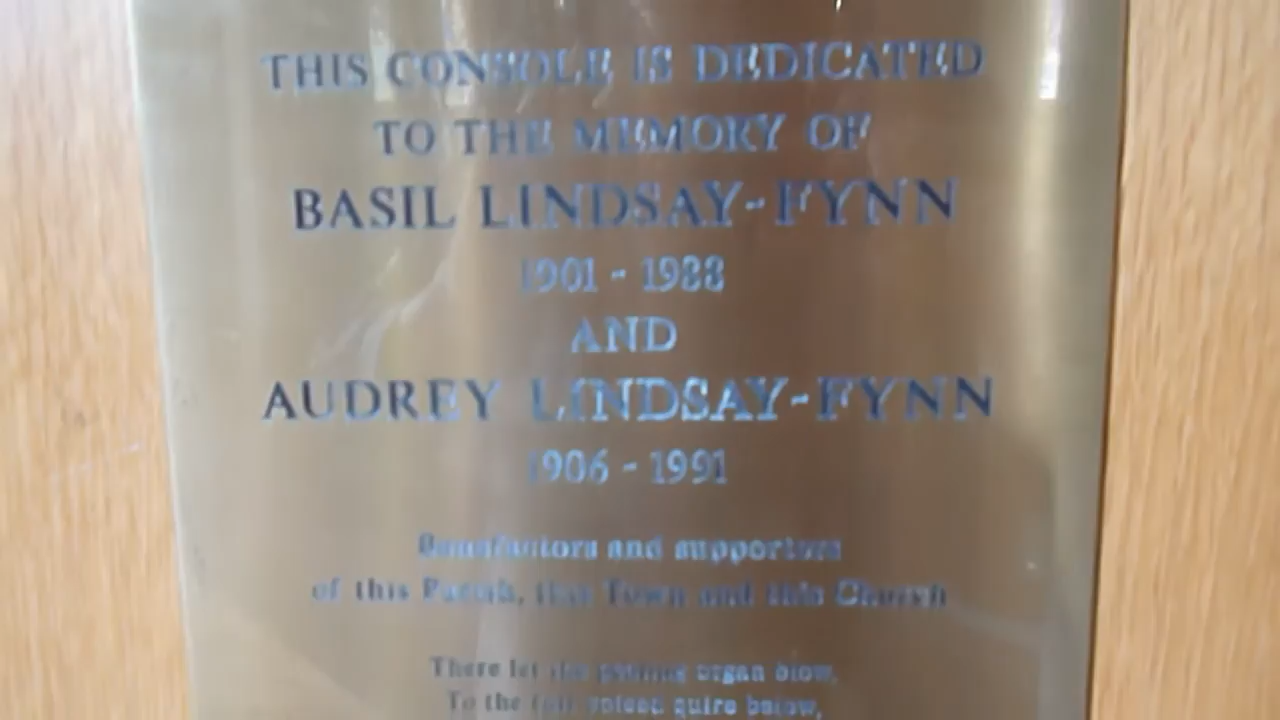 THIS CONSOLE IS DEDICATED
TO THE MEMORY OF
BASIL LINDSAY-FYNN
1901 - 1988
AND
AUDREY LINDSAY-FYNN
1906 - 1991
Benefactors and supporters
of this Parish, this Town and this Church
There let the pealing organ blow,
To the full voiced quire below,